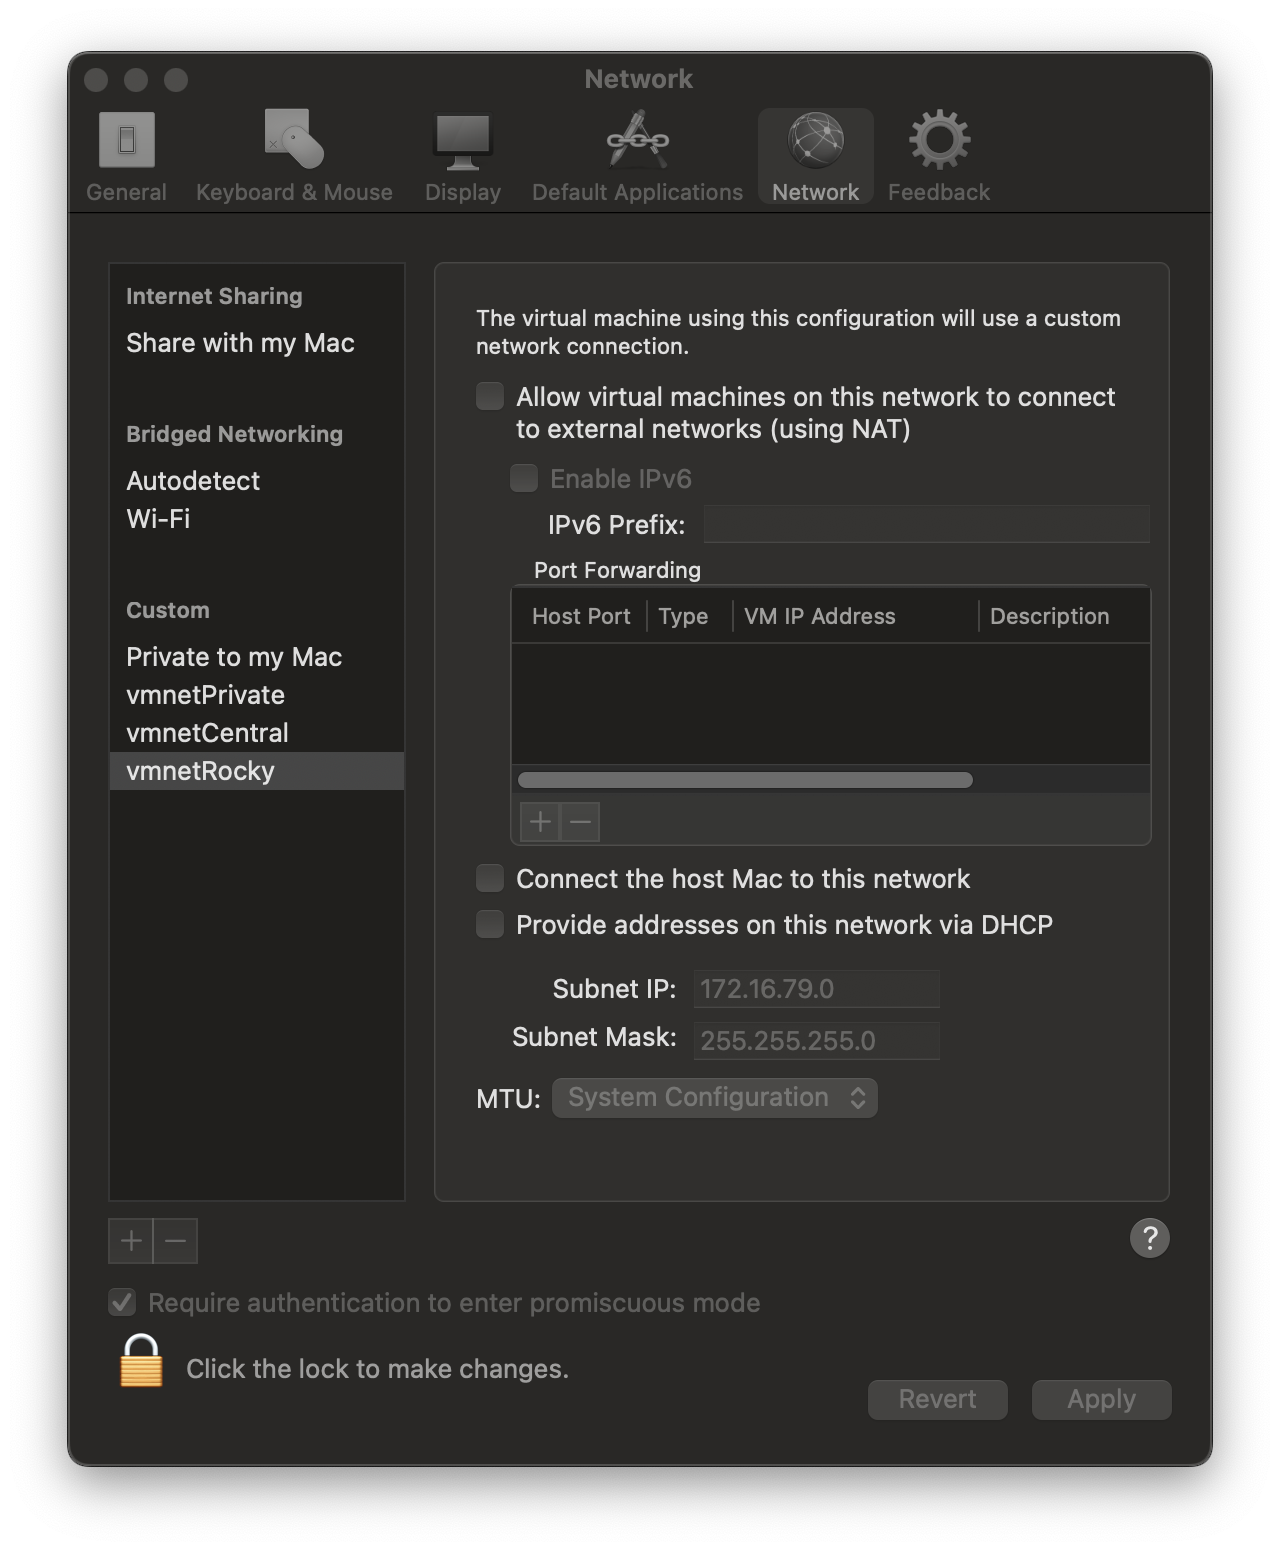 Network
General
Keyboard & Mouse
Display
Default Applications
Network
Feedback
Internet Sharing
Share with my Mac
Bridged Networking
Autodetect
Wi-Fi
Custom
Private to my Mac
vmnetPrivate
vmnetCentral
vmnetRocky
The virtual machine using this configuration will use a custom
network connection.
Allow virtual machines on this network to connect
to external networks (using NAT)
Enable IPv6
IPv6 Prefix:
Port Forwarding
Host Port
Type
VM IP Address
Description
Connect the host Mac to this network
Provide addresses on this network via DHCP
Subnet IP: 172.16.79.0
Subnet Mask: 255.255.255.0
MTU: System Configuration
?
Require authentication to enter promiscuous mode
Click the lock to make changes.
Revert
Apply